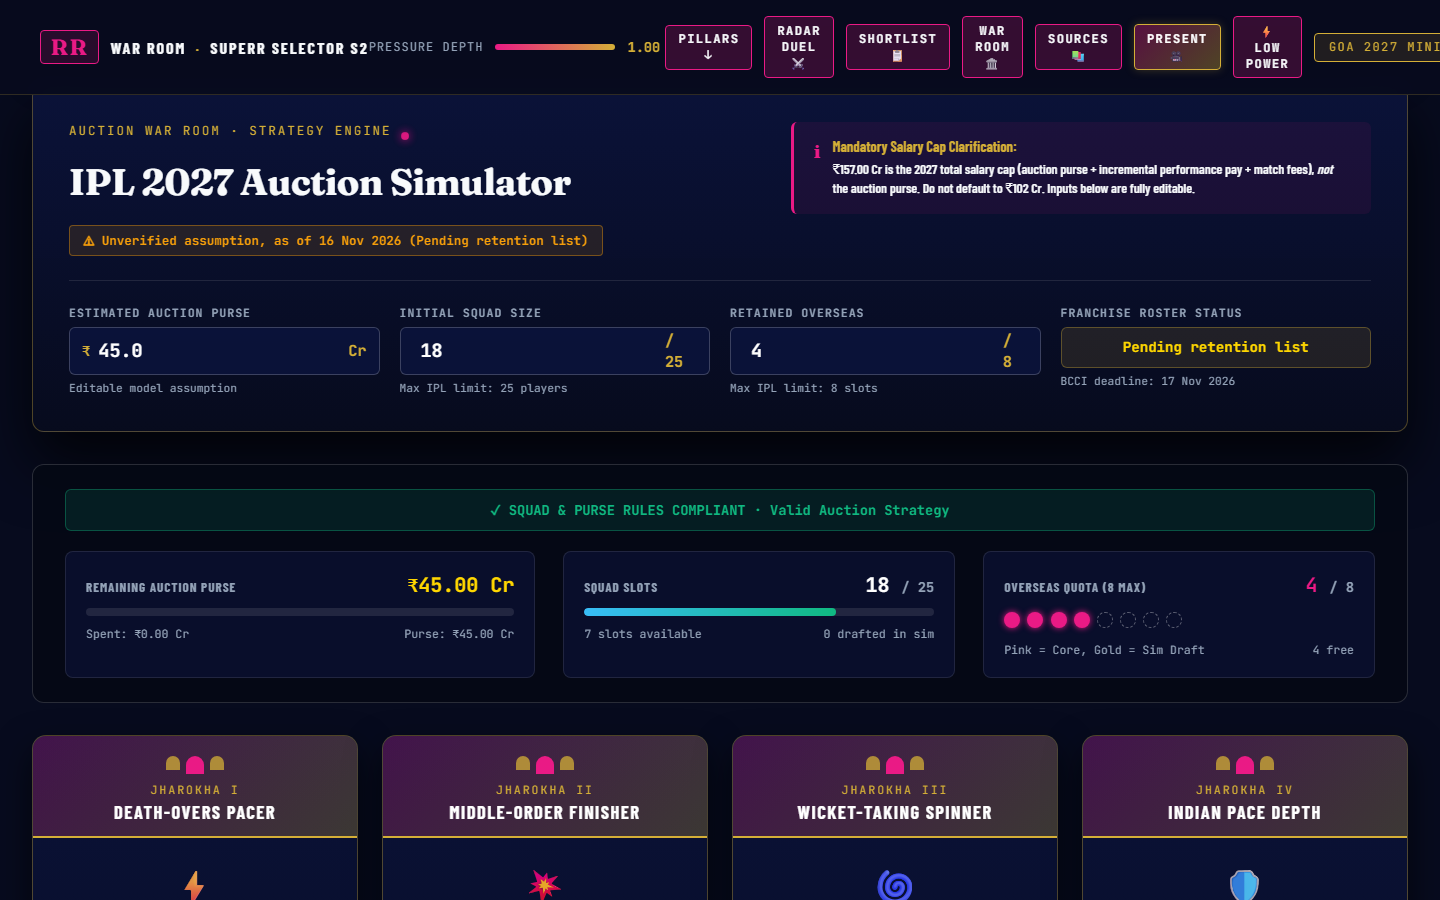 RR
WAR ROOM · SUPERR SELECTOR S2
PRESSURE DEPTH
1.00
PILLARS
↓
RADAR
DUEL
SHORTLIST
WAR
ROOM
SOURCES
PRESENT
LOW
POWER
GOA 2027 MINI
AUCTION WAR ROOM · STRATEGY ENGINE
IPL 2027 Auction Simulator
⚠ Unverified assumption, as of 16 Nov 2026 (Pending retention list)
i
Mandatory Salary Cap Clarification:
₹157.00 Cr is the 2027 total salary cap (auction purse + incremental performance pay + match fees), not
the auction purse. Do not default to ₹102 Cr. Inputs below are fully editable.
ESTIMATED AUCTION PURSE
₹ 45.0 Cr
Editable model assumption
INITIAL SQUAD SIZE
18 / 25
Max IPL limit: 25 players
RETAINED OVERSEAS
4 / 8
Max IPL limit: 8 slots
FRANCHISE ROSTER STATUS
Pending retention list
BCCI deadline: 17 Nov 2026
✓ SQUAD & PURSE RULES COMPLIANT · Valid Auction Strategy
REMAINING AUCTION PURSE ₹45.00 Cr
Spent: ₹0.00 Cr Purse: ₹45.00 Cr
SQUAD SLOTS 18 / 25
7 slots available 0 drafted in sim
OVERSEAS QUOTA (8 MAX) 4 / 8
Pink = Core, Gold = Sim Draft 4 free
JHAROKHA I
DEATH-OVERS PACER
JHAROKHA II
MIDDLE-ORDER FINISHER
JHAROKHA III
WICKET-TAKING SPINNER
JHAROKHA IV
INDIAN PACE DEPTH